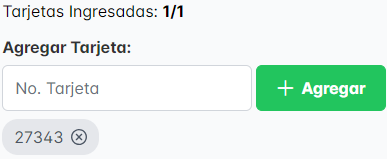 Tarjetas Ingresadas: 1/1
Agregar Tarjeta:
No. Tarjeta
Agregar
27343